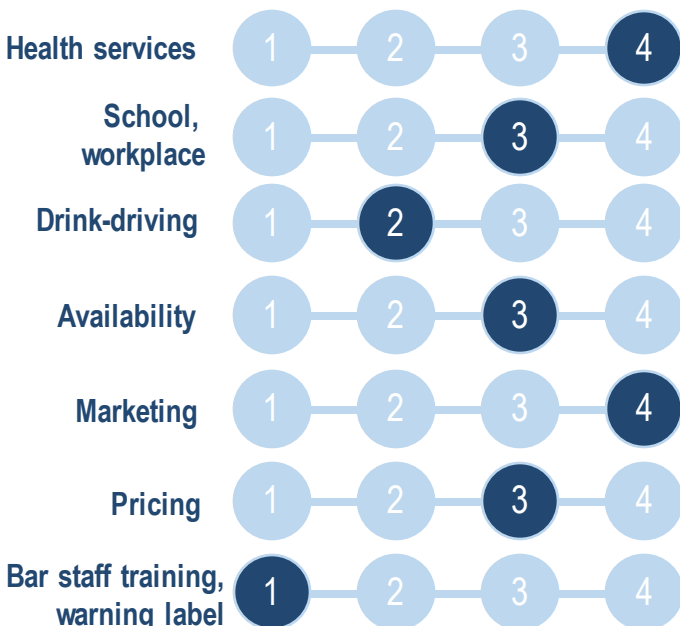 Health services 1 2 3 4
School,
workplace 1 2 3 4
Drink-driving 1 2 3 4
Availability 1 2 3 4
Marketing 1 2 3 4
Pricing 1 2 3 4
Bar staff training,
warning label 1 2 3 4